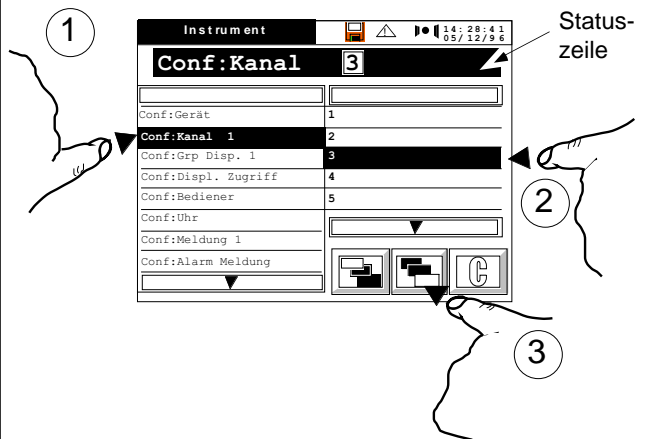 1
Instrument
14:28:41
05/12/96
Status-
zeile
Conf:Kanal 3
Conf:Gerät
1
Conf:Kanal 1
2
Conf:Grp Disp. 1
3
Conf:Displ. Zugriff
4
Conf:Bediener
5
Conf:Uhr
Conf:Meldung 1
Conf:Alarm Meldung
C
2
3